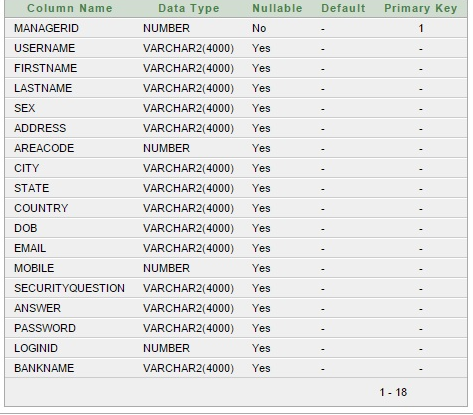 Column Name Data Type Nullable Default Primary Key
MANAGERID NUMBER No - 1
USERNAME VARCHAR2(4000) Yes - -
FIRSTNAME VARCHAR2(4000) Yes - -
LASTNAME VARCHAR2(4000) Yes - -
SEX VARCHAR2(4000) Yes - -
ADDRESS VARCHAR2(4000) Yes - -
AREACODE NUMBER Yes - -
CITY VARCHAR2(4000) Yes - -
STATE VARCHAR2(4000) Yes - -
COUNTRY VARCHAR2(4000) Yes - -
DOB VARCHAR2(4000) Yes - -
EMAIL VARCHAR2(4000) Yes - -
MOBILE NUMBER Yes - -
SECURITYQUESTION VARCHAR2(4000) Yes - -
ANSWER VARCHAR2(4000) Yes - -
PASSWORD VARCHAR2(4000) Yes - -
LOGINID NUMBER Yes - -
BANKNAME VARCHAR2(4000) Yes - -
1 - 18